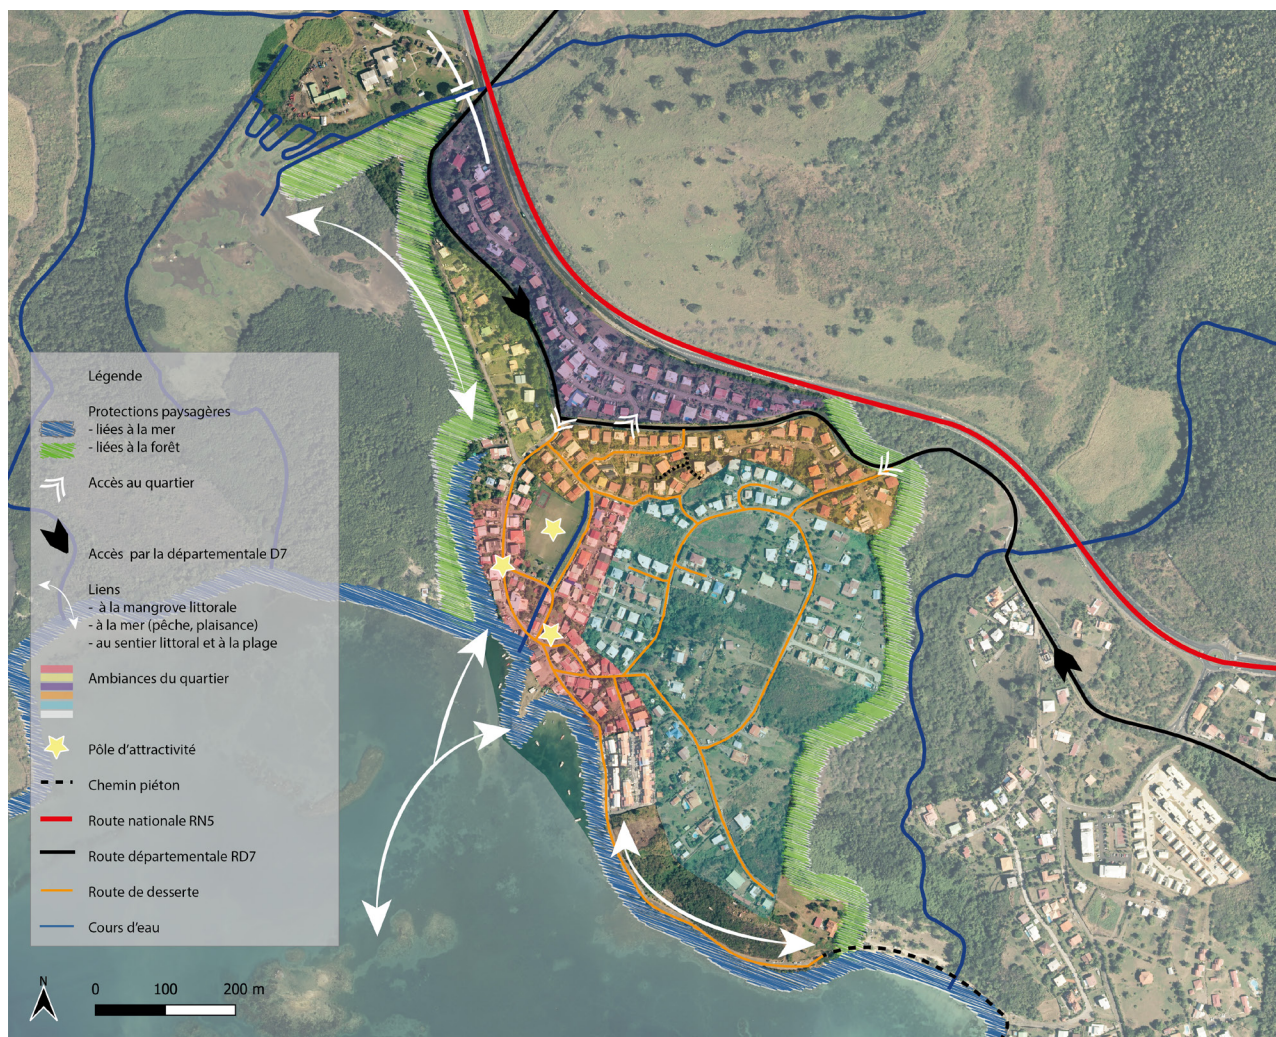 Légende
Protections paysagères
- liées à la mer
- liées à la forêt
Accès au quartier
Accès par la départementale D7
Liens
- à la mangrove littorale
- à la mer (pêche, plaisance)
- au sentier littoral et à la plage
Ambiances du quartier
Pôle d'attractivité
Chemin piéton
Route nationale RN5
Route départementale RD7
Route de desserte
Cours d'eau
N
0 100 200 m